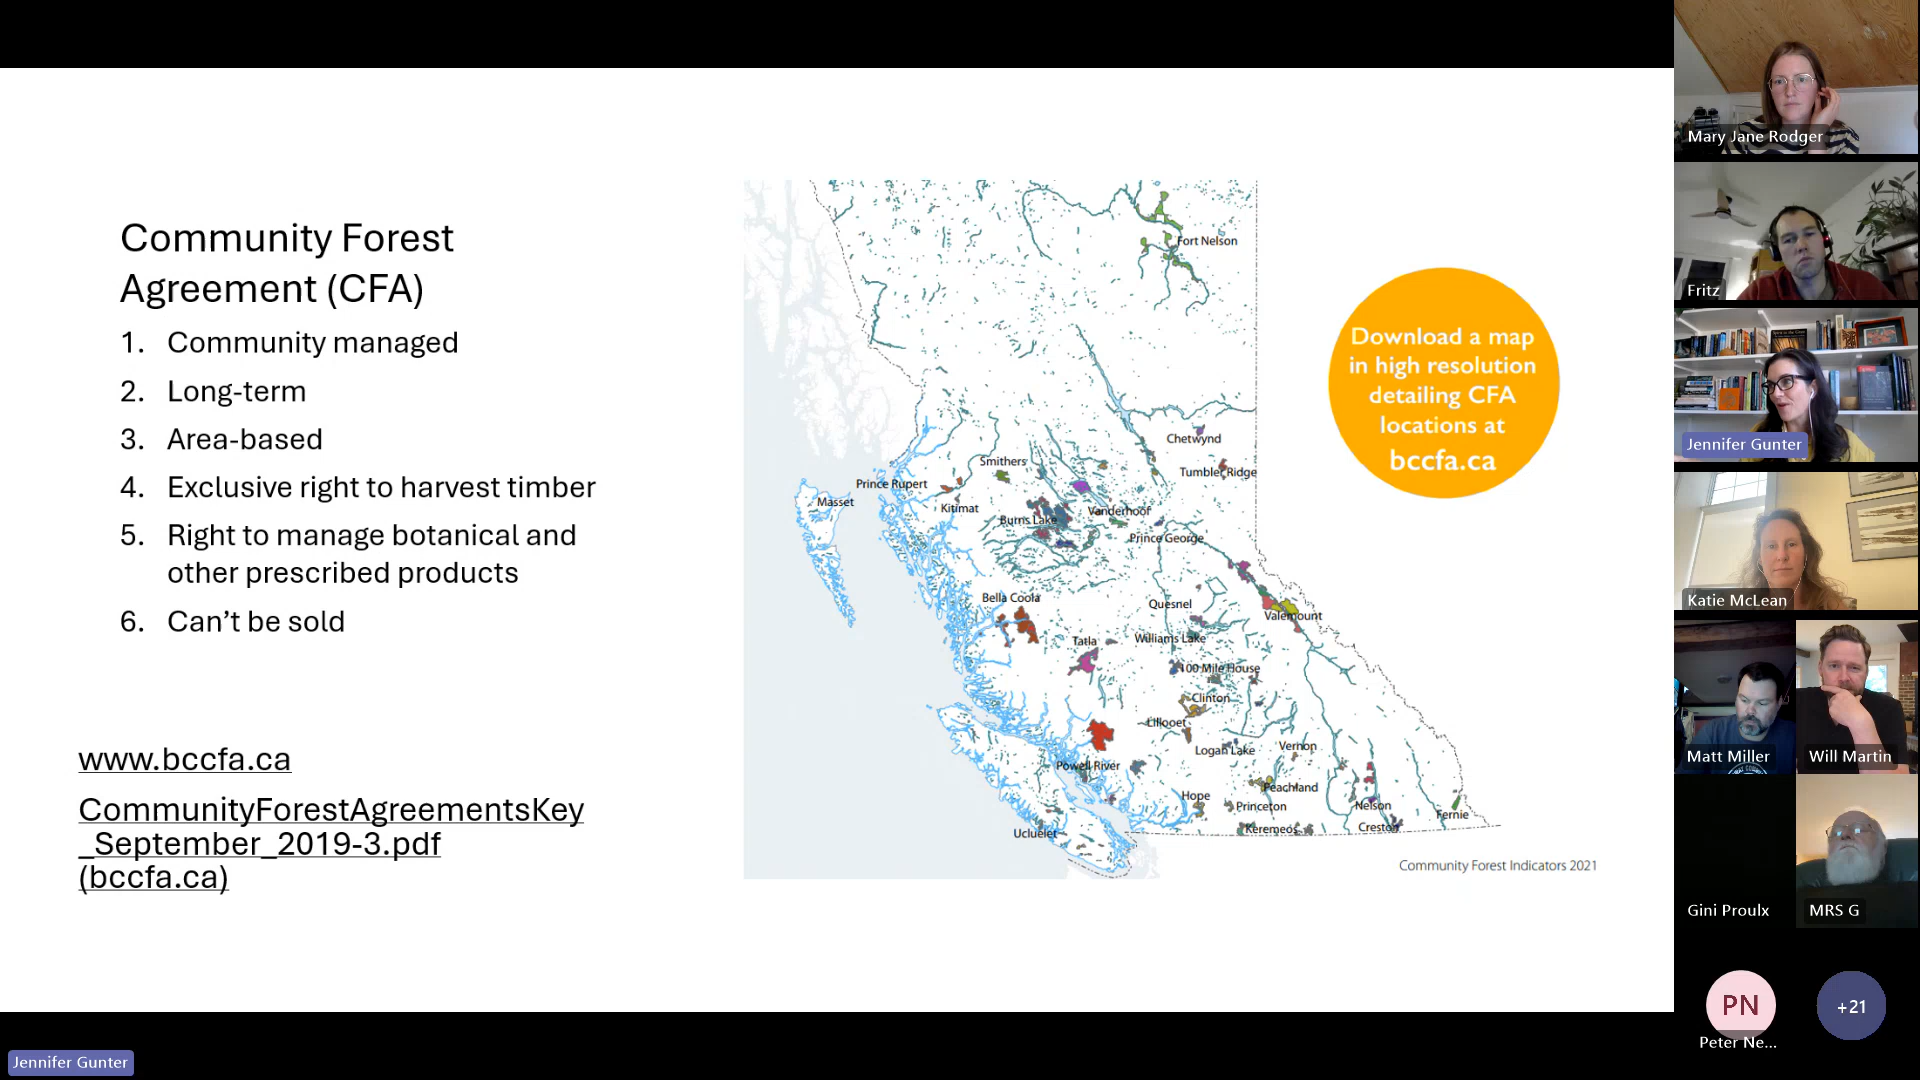 Community Forest
Agreement (CFA)
1. Community managed
2. Long-term
3. Area-based
4. Exclusive right to harvest timber
5. Right to manage botanical and
other prescribed products
6. Can't be sold
www.bccfa.ca
CommunityForestAgreementsKey
_September_2019-3.pdf
(bccfa.ca)
Fort Nelson
Chetwynd
Tumbler Ridge
Smithers
Prince Rupert
Masset
Kitimat
Burns Lake
Vanderhoof
Prince George
Bella Coola
Quesnel
Valemount
Tatla
Williams Lake
100 Mile House
Clinton
Lillooet
Logan Lake
Vernon
Powell River
Peachland
Hope
Princeton
Nelson
Fernie
Keremeos
Creston
Ucluelet
Download a map
in high resolution
detailing CFA
locations at
bccfa.ca
Community Forest Indicators 2021
Mary Jane Rodger
Fritz
Jennifer Gunter
Katie McLean
Matt Miller
Will Martin
Gini Proulx
MRS G
PN
Peter Ne...
+21
Jennifer Gunter